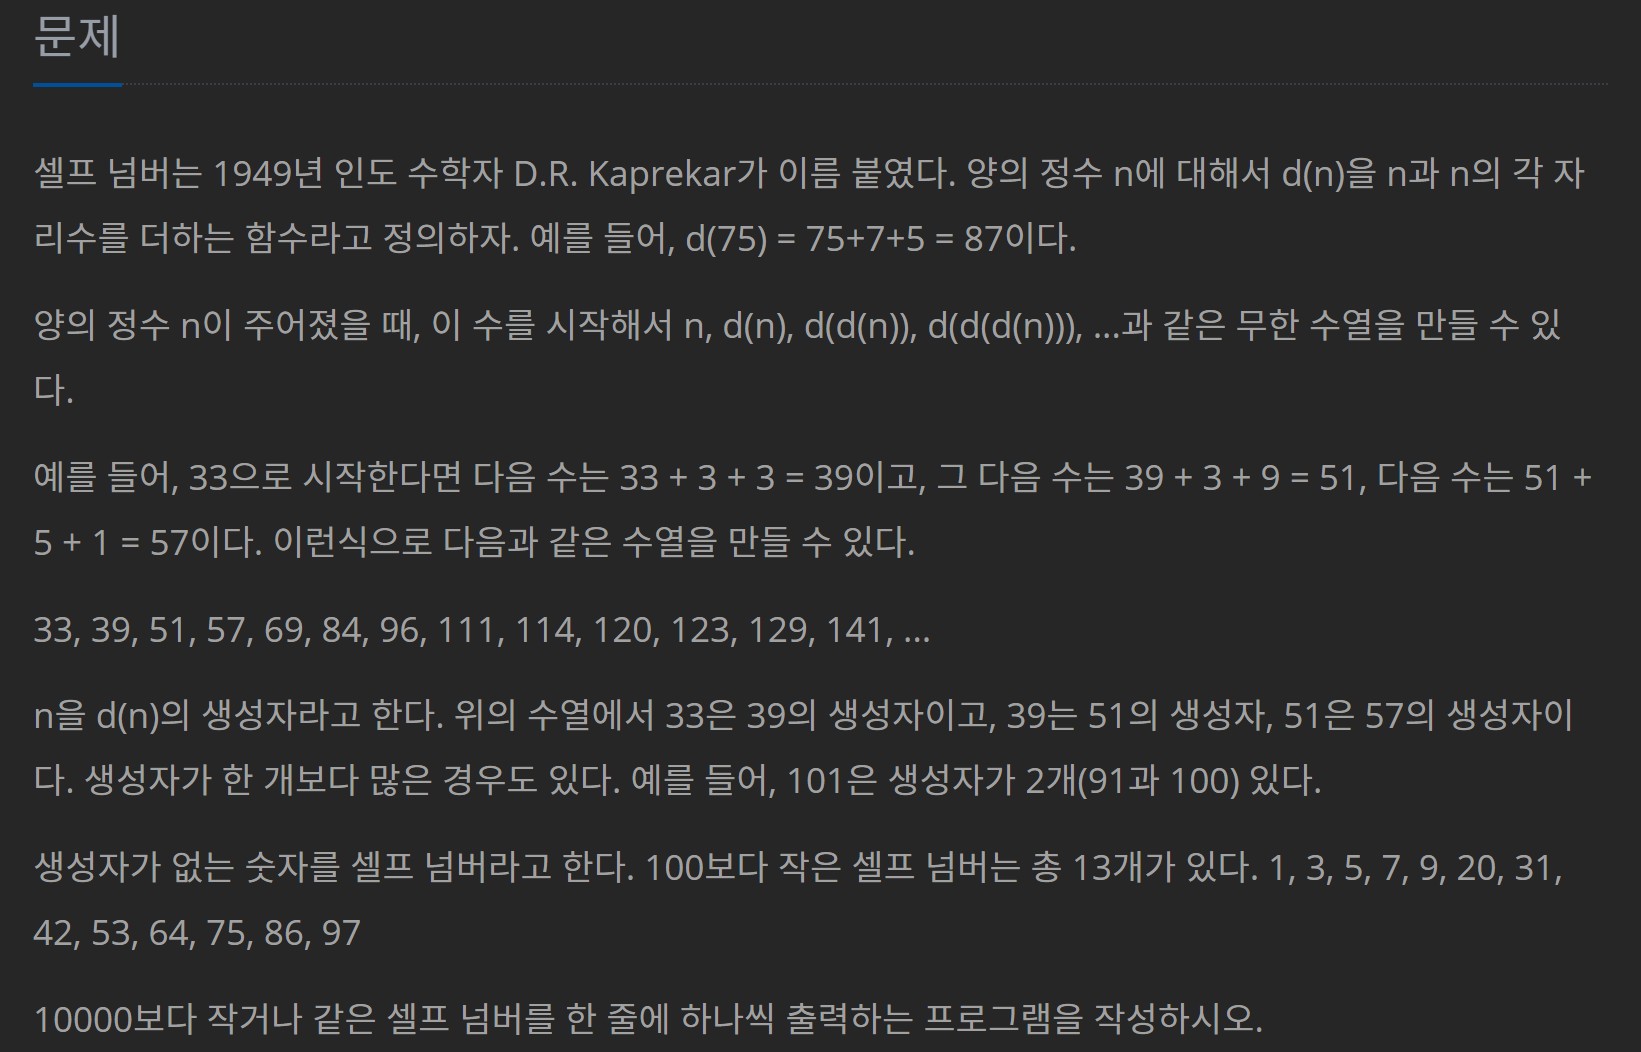 문제
셀프 넘버는 1949년 인도 수학자 D.R. Kaprekar가 이름 붙였다. 양의 정수 n에 대해서 d(n)을 n과 n의 각 자
리수를 더하는 함수라고 정의하자. 예를 들어, d(75) = 75+7+5 = 87이다.
양의 정수 n이 주어졌을 때, 이 수를 시작해서 n, d(n), d(d(n)), d(d(d(n))), ...과 같은 무한 수열을 만들 수 있
다.
예를 들어, 33으로 시작한다면 다음 수는 33 + 3 + 3 = 39이고, 그 다음 수는 39 + 3 + 9 = 51, 다음 수는 51 +
5 + 1 = 57이다. 이런식으로 다음과 같은 수열을 만들 수 있다.
33, 39, 51, 57, 69, 84, 96, 111, 114, 120, 123, 129, 141, ...
n을 d(n)의 생성자라고 한다. 위의 수열에서 33은 39의 생성자이고, 39는 51의 생성자, 51은 57의 생성자이
다. 생성자가 한 개보다 많은 경우도 있다. 예를 들어, 101은 생성자가 2개(91과 100) 있다.
생성자가 없는 숫자를 셀프 넘버라고 한다. 100보다 작은 셀프 넘버는 총 13개가 있다. 1, 3, 5, 7, 9, 20, 31,
42, 53, 64, 75, 86, 97
10000보다 작거나 같은 셀프 넘버를 한 줄에 하나씩 출력하는 프로그램을 작성하시오.